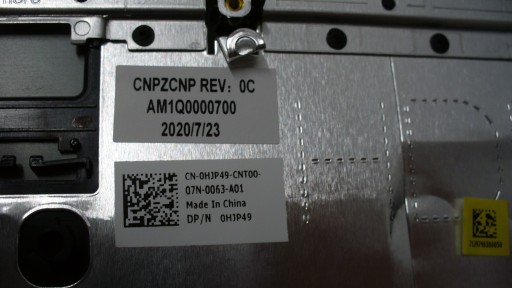 CNPZCNP REV: 0C
AM1Q0000700
2020/7/23
CN-0HJP49-CNT00-
07N-0063-A01
Made In China
DP/N 0HJP49